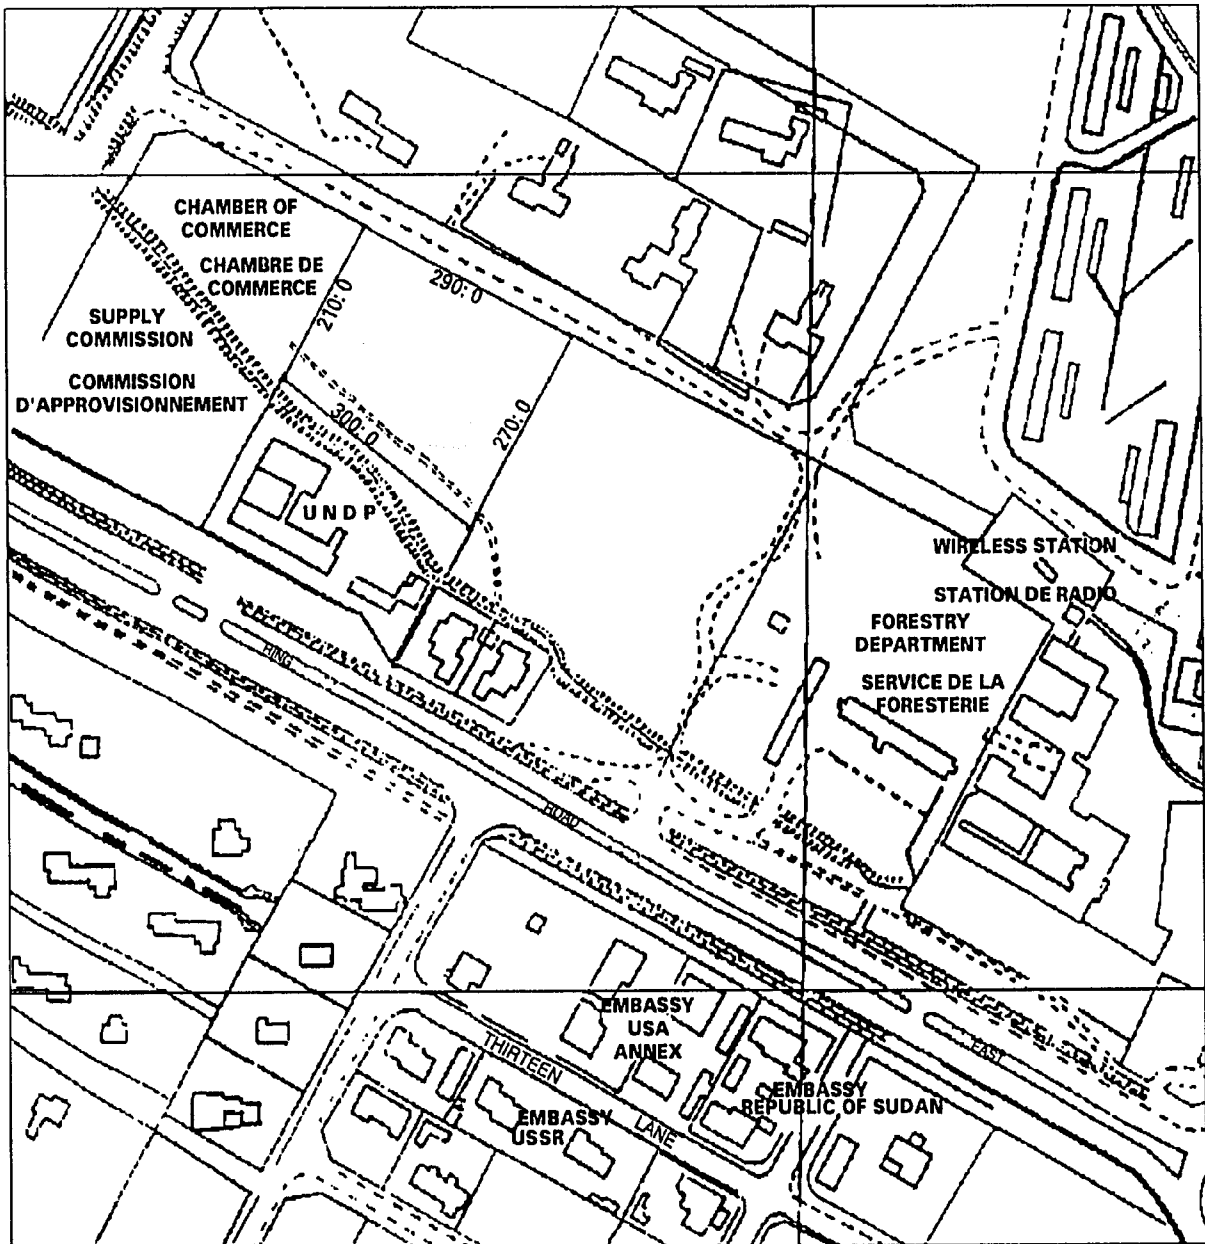 CHAMBER OF
COMMERCE
CHAMBRE DE
COMMERCE
SUPPLY
COMMISSION
COMMISSION
D'APPROVISIONNEMENT
210: 0
290: 0
300: 0
270: 0
U N D P
WIRELESS STATION
STATION DE RADIO
FORESTRY
DEPARTMENT
SERVICE DE LA
FORESTERIE
RING
ROAD
EAST
EMBASSY
USA
ANNEX
THIRTEEN
LANE
EMBASSY
USSR
EMBASSY
REPUBLIC OF SUDAN